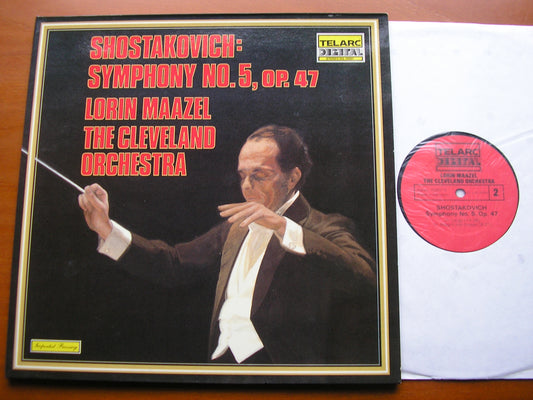 SHOSTAKOVICH:
SYMPHONY NO. 5, OP. 47
LORIN MAAZEL
THE CLEVELAND
ORCHESTRA
TELARC
DIGITAL
Imported Pressing
TELARC
DIGITAL
LORIN MAAZEL
THE CLEVELAND ORCHESTRA
2
SHOSTAKOVICH
Symphony No. 5, Op. 47